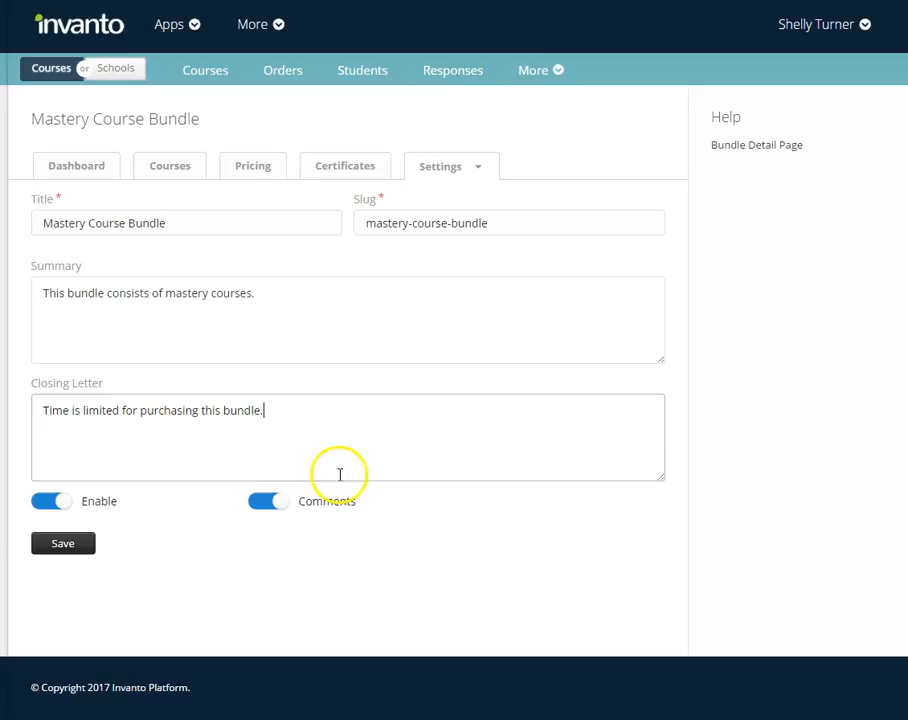 invanto Apps More Shelly Turner
Courses or Schools Courses Orders Students Responses More
Mastery Course Bundle
Help
Bundle Detail Page
Dashboard Courses Pricing Certificates Settings
Title * Slug *
Mastery Course Bundle mastery-course-bundle
Summary
This bundle consists of mastery courses.
Closing Letter
Time is limited for purchasing this bundle.
Enable Comments
Save
© Copyright 2017 Invanto Platform.